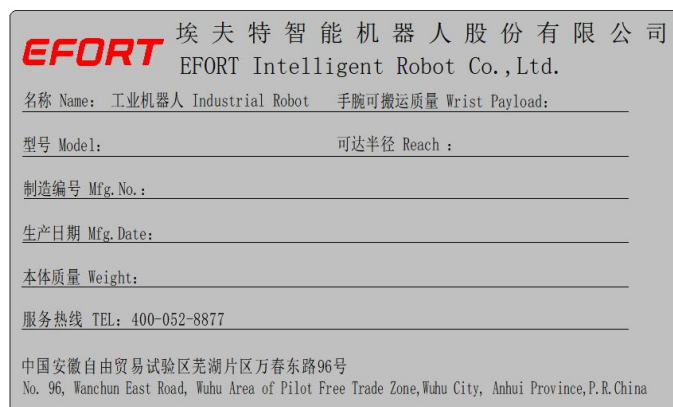 EFORT
埃夫特智能机器人股份有限公司
EFORT Intelligent Robot Co.,Ltd.
名称 Name: 工业机器人 Industrial Robot 手腕可搬运质量 Wrist Payload:
型号 Model: 可达半径 Reach :
制造编号 Mfg.No.:
生产日期 Mfg.Date:
本体质量 Weight:
服务热线 TEL: 400-052-8877
中国安徽自由贸易试验区芜湖片区万春东路96号
No. 96, Wanchun East Road, Wuhu Area of Pilot Free Trade Zone,Wuhu City, Anhui Province,P.R.China